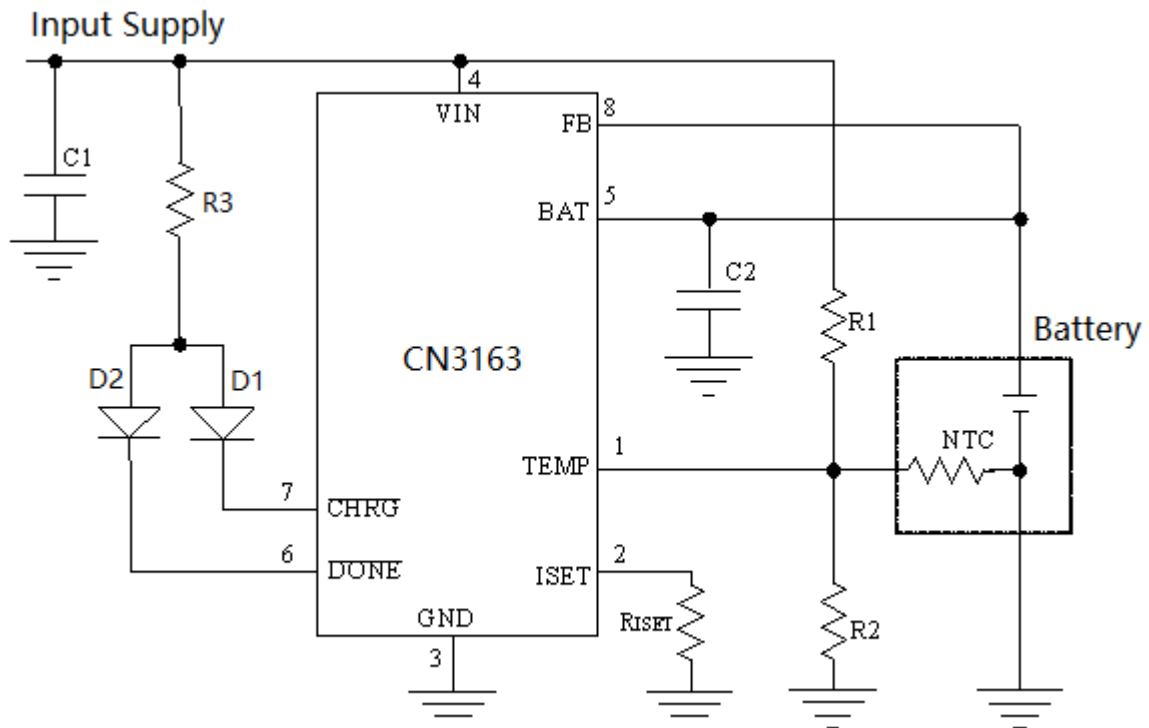 Input Supply
4
VIN
8
FB
C1
R3
5
BAT
C2
R1
CN3163
Battery
D2
D1
NTC
1
TEMP
7
CHRG
6
DONE
2
ISET
GND
RISET
R2
3